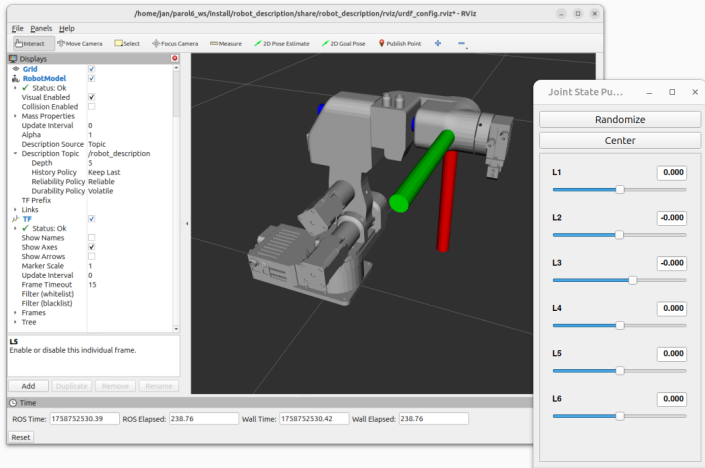 /home/jan/parol6_ws/install/robot_description/share/robot_description/rviz/urdf_config.rviz* - RViz
File Panels Help
Interact Move Camera Select Focus Camera Measure 2D Pose Estimate 2D Goal Pose Publish Point
Displays
Grid
RobotModel
Status: Ok
Visual Enabled
Collision Enabled
Mass Properties
Update Interval 0
Alpha 1
Description Source Topic
Description Topic /robot_description
Depth 5
History Policy Keep Last
Reliability Policy Reliable
Durability Policy Volatile
TF Prefix
Links
TF
Status: Ok
Show Names
Show Axes
Show Arrows
Marker Scale 1
Update Interval 0
Frame Timeout 15
Filter (whitelist)
Filter (blacklist)
Frames
Tree
L5
Enable or disable this individual frame.
Add Duplicate Remove Rename
Time
ROS Time: 1758752530.39 ROS Elapsed: 238.76 Wall Time: 1758752530.42 Wall Elapsed: 238.76
Reset
Joint State Pu...
Randomize
Center
L1 0.000
L2 -0.000
L3 -0.000
L4 0.000
L5 0.000
L6 0.000